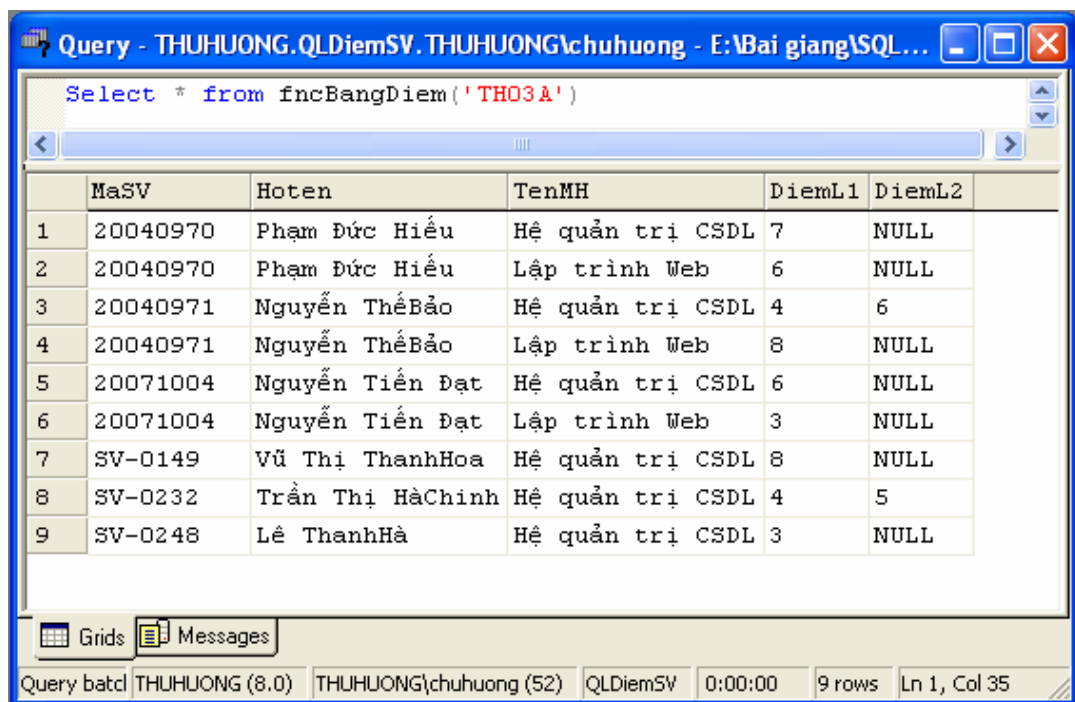 Query - THUHUONG.QLDiemSV.THUHUONG\chuhuong - E:\Bai giang\SQL...
Select * from fncBangDiem('TH03A')
MaSV Hoten TenMH DiemL1 DiemL2
1 20040970 Phạm Đức Hiếu Hệ quản trị CSDL 7 NULL
2 20040970 Phạm Đức Hiếu Lập trình Web 6 NULL
3 20040971 Nguyễn ThếBảo Hệ quản trị CSDL 4 6
4 20040971 Nguyễn ThếBảo Lập trình Web 8 NULL
5 20071004 Nguyễn Tiến Đạt Hệ quản trị CSDL 6 NULL
6 20071004 Nguyễn Tiến Đạt Lập trình Web 3 NULL
7 SV-0149 Vũ Thị ThanhHoa Hệ quản trị CSDL 8 NULL
8 SV-0232 Trần Thị HàChinh Hệ quản trị CSDL 4 5
9 SV-0248 Lê ThanhHà Hệ quản trị CSDL 3 NULL
Grids Messages
Query batcl THUHUONG (8.0) THUHUONG\chuhuong (52) QLDiemSV 0:00:00 9 rows Ln 1, Col 35